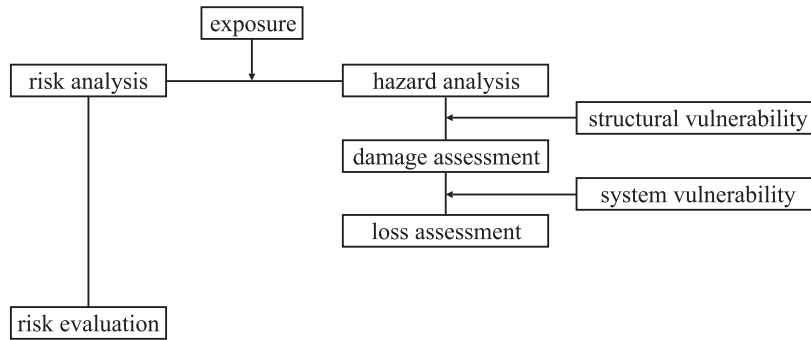 exposure
risk analysis
hazard analysis
structural vulnerability
damage assessment
system vulnerability
loss assessment
risk evaluation